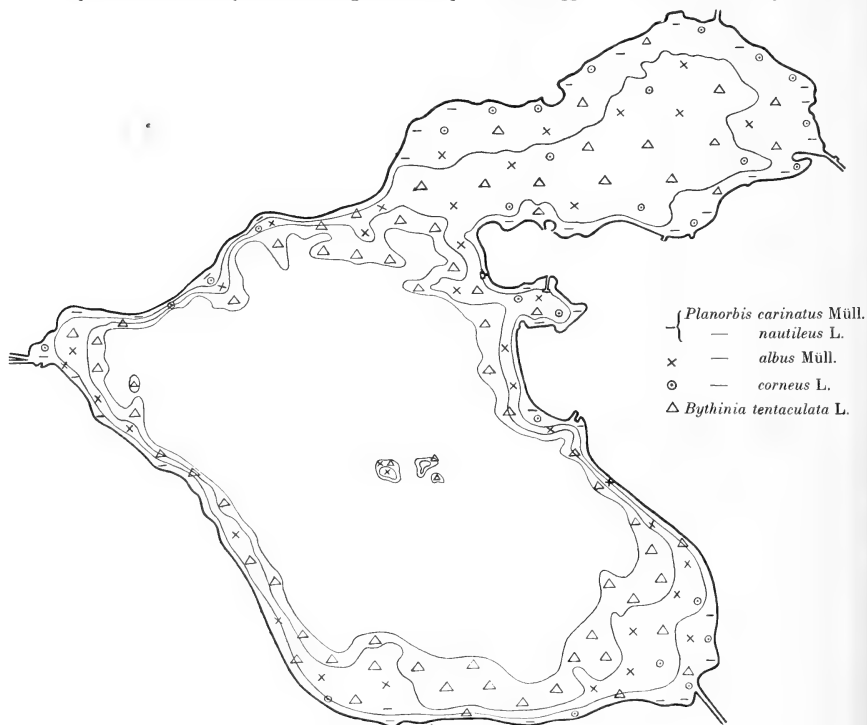 Planorbis carinatus Müll.
— nautileus L.
— albus Müll.
— corneus L.
Bythinia tentaculata L.